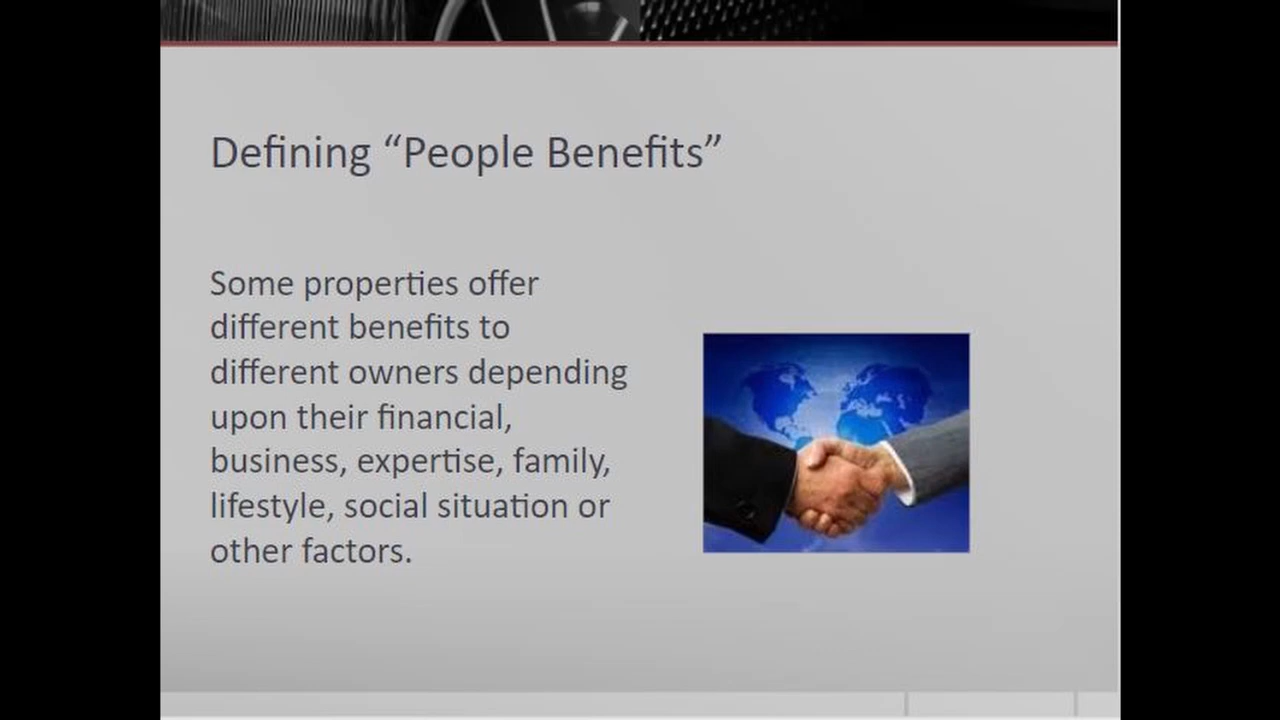 Defining “People Benefits”
Some properties offer
different benefits to
different owners depending
upon their financial,
business, expertise, family,
lifestyle, social situation or
other factors.